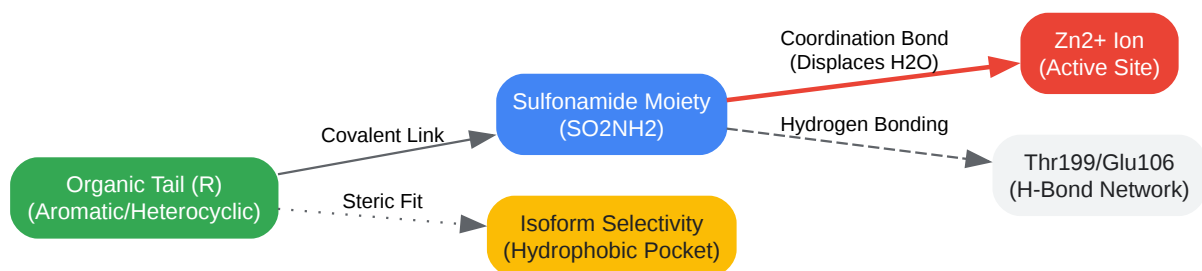 Organic Tail (R)
(Aromatic/Heterocyclic)
Covalent Link
Steric Fit
Sulfonamide Moiety
(SO2NH2)
Isoform Selectivity
(Hydrophobic Pocket)
Coordination Bond
(Displaces H2O)
Hydrogen Bonding
Zn2+ Ion
(Active Site)
Thr199/Glu106
(H-Bond Network)